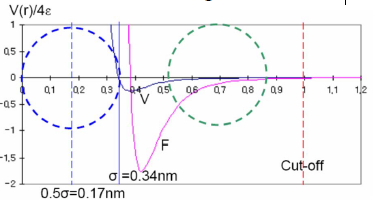 V(r)/4ε
1
0,5
0
-0,5
-1
-1,5
-2
0 0,1 0,2 0,3 0,4 0,5 0,6 0,7 0,8 0,9 1 1,1 1,2
V
F
σ =0.34nm
Cut-off
0.5σ=0.17nm